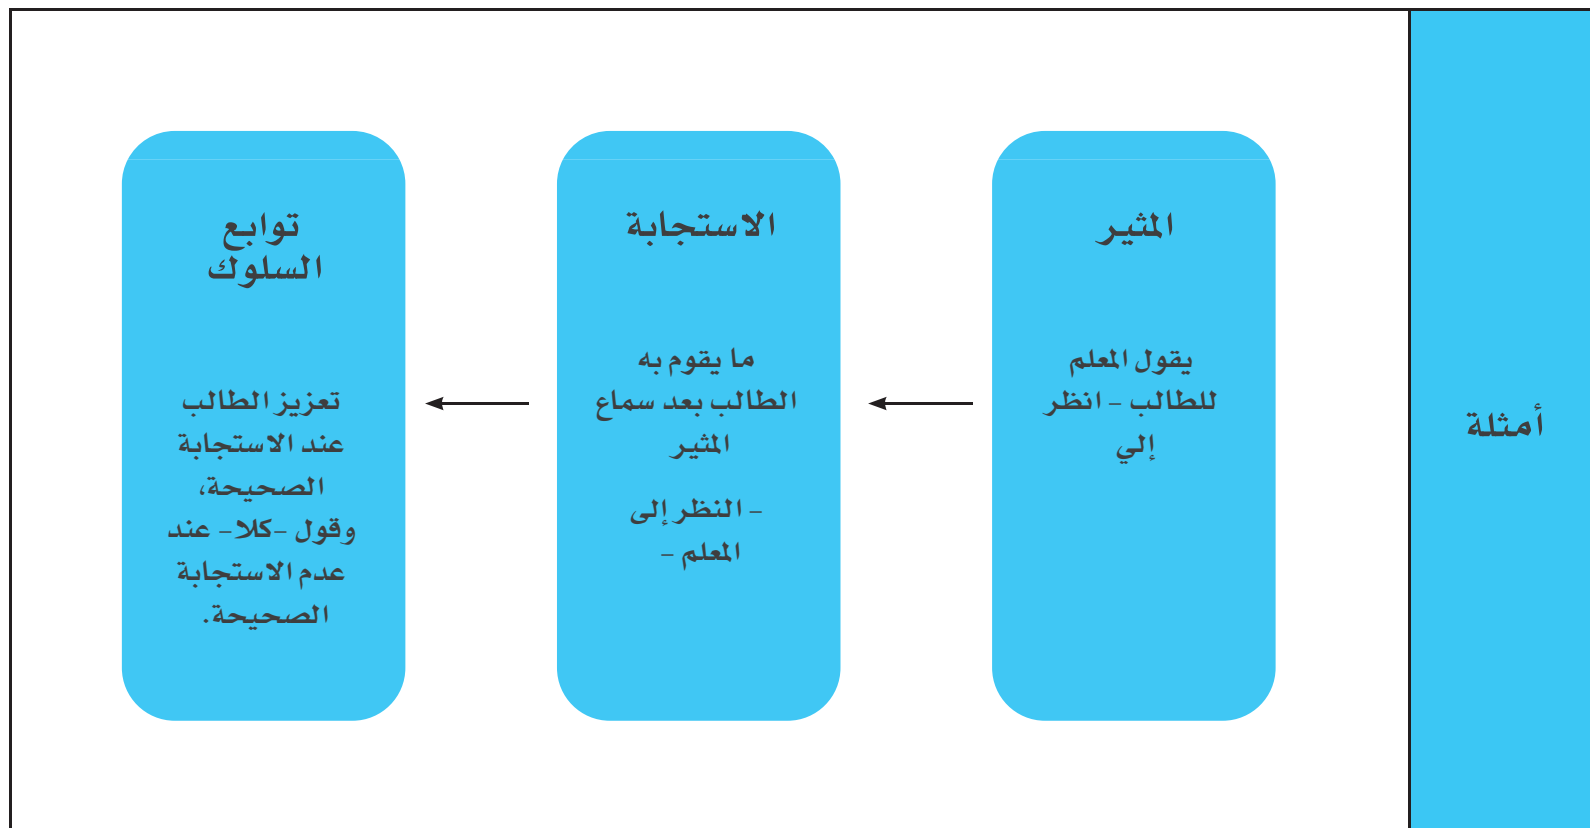 أمثلة
المثير
يقول المعلم
للطالب – انظر
إلي
الاستجابة
ما يقوم به
الطالب بعد سماع
المثير
– النظر إلى
المعلم –
توابع
السلوك
تعزيز الطالب
عند الاستجابة
الصحيحة،
وقول -كلا- عند
عدم الاستجابة
الصحيحة.